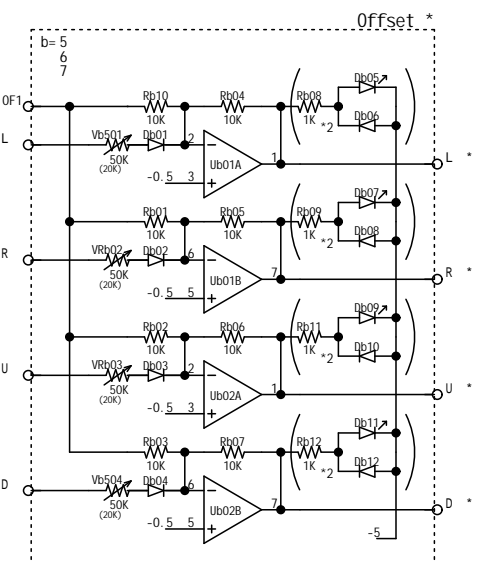 Offset *
b= 5
6
7
OF1
Rb10
10K
Rb04
10K
Rb08
1K
*2
Db05
Db06
L
Vb501
50K
(20K)
Db01
2
-0.5
3
Ub01A
1
L *
Rb01
10K
Rb05
10K
Rb09
1K
*2
Db07
Db08
R
VRb02
50K
(20K)
Db02
6
-0.5
5
Ub01B
7
R *
Rb02
10K
Rb06
10K
Rb11
1K
*2
Db09
Db10
U
VRb03
50K
(20K)
Db03
2
-0.5
3
Ub02A
1
U *
Rb03
10K
Rb07
10K
Rb12
1K
*2
Db11
Db12
D
Vb504
50K
(20K)
Db04
6
-0.5
5
Ub02B
7
D *
-5